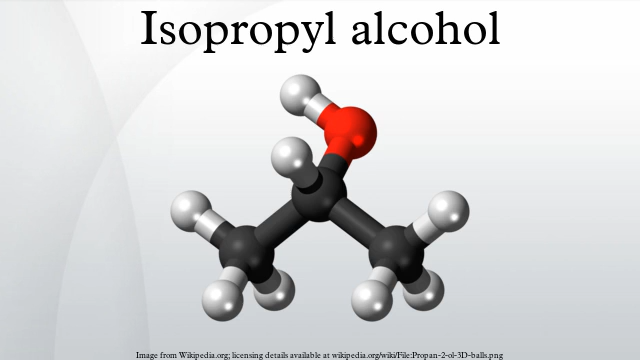 Isopropyl alcohol
Image from Wikipedia.org; licensing details available at wikipedia.org/wiki/File:Propan-2-ol-3D-balls.png